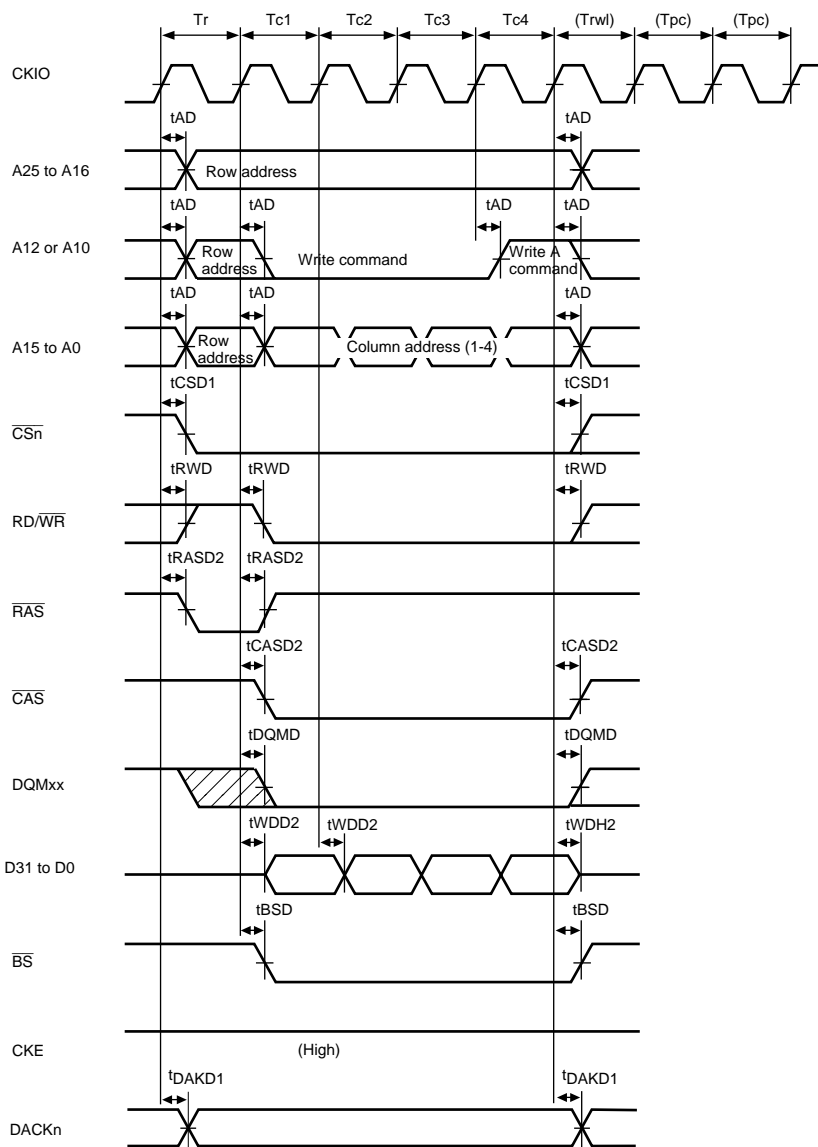 Tr Tc1 Tc2 Tc3 Tc4 (Trwl) (Tpc) (Tpc)
CKIO
tAD tAD
A25 to A16 Row address
tAD tAD tAD tAD
A12 or A10 Row address Write command Write A command
tAD tAD tAD
A15 to A0 Row address Column address (1-4)
tCSD1 tCSD1
CSn
tRWD tRWD tRWD
RD/WR
tRASD2 tRASD2
RAS
tCASD2 tCASD2
CAS
tDQMD tDQMD
DQMxx
tWDD2 tWDD2 tWDH2
D31 to D0
tBSD tBSD
BS
CKE (High)
tDAKD1 tDAKD1
DACKn